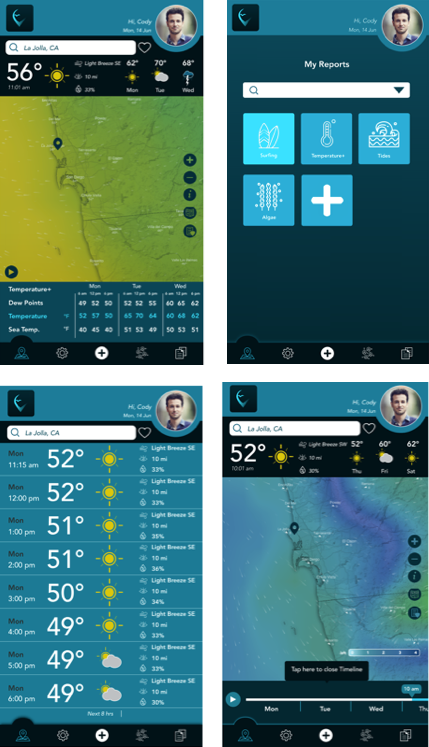 Hi, Cody
Mon, 14 Jun
La Jolla, CA
56°
11:01 am
Light Breeze SE
10 mi
33%
62° 70° 68°
Mon Tue Wed
Temperature+ Mon Tue Wed
6 am 12 pm 6 pm 6 am 12 pm 6 pm 6 am 12 pm 6 pm
Dew Points 49 52 50 52 52 55 60 65 62
Temperature °F 52 57 50 65 70 64 60 68 62
Sea Temp. °F 40 45 40 51 53 49 50 53 51
Hi, Cody
Mon, 14 Jun
My Reports
Surfing Temperature+ Tides
Algae
Hi, Cody
Mon, 14 Jun
La Jolla, CA
Mon
11:15 am
52°
Light Breeze SE
10 mi
33%
Mon
12:00 pm
52°
Light Breeze SE
10 mi
33%
Mon
1:00 pm
51°
Light Breeze SE
10 mi
35%
Mon
2:00 pm
51°
Light Breeze SE
10 mi
36%
Mon
3:00 pm
50°
Light Breeze SE
10 mi
34%
Mon
4:00 pm
49°
Light Breeze SE
10 mi
33%
Mon
5:00 pm
49°
Light Breeze SE
10 mi
33%
Mon
6:00 pm
49°
Light Breeze SE
10 mi
30%
Next 8 hrs
Hi, Cody
Mon, 14 Jun
La Jolla, CA
52°
10:01 am
Light Breeze SW
10 mi
30%
52° 60° 62°
Thu Fri Sat
Tap here to close Timeline
10 am
Mon Tues Wed Thu